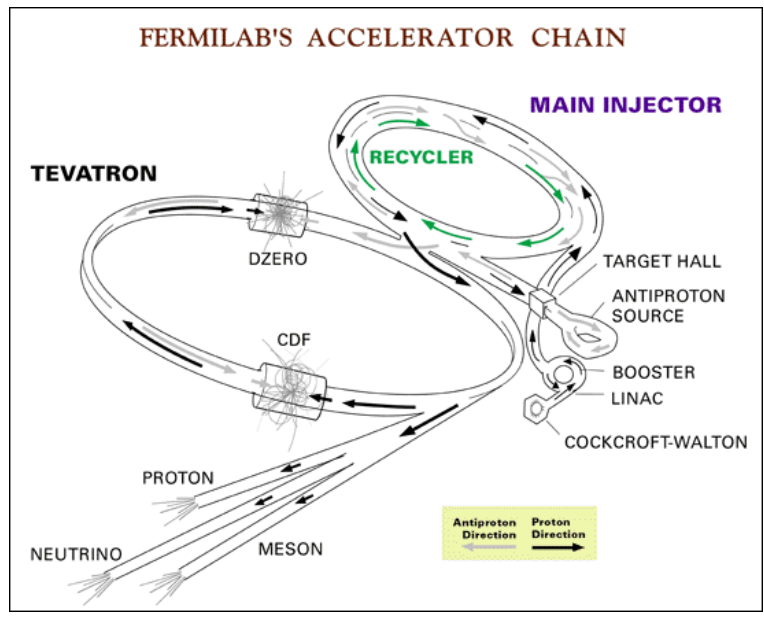 FERMILAB'S ACCELERATOR CHAIN
MAIN INJECTOR
RECYCLER
TEVATRON
DZERO
TARGET HALL
ANTIPROTON
SOURCE
CDF
BOOSTER
LINAC
COCKCROFT-WALTON
PROTON
NEUTRINO
MESON
Antiproton Proton
Direction Direction